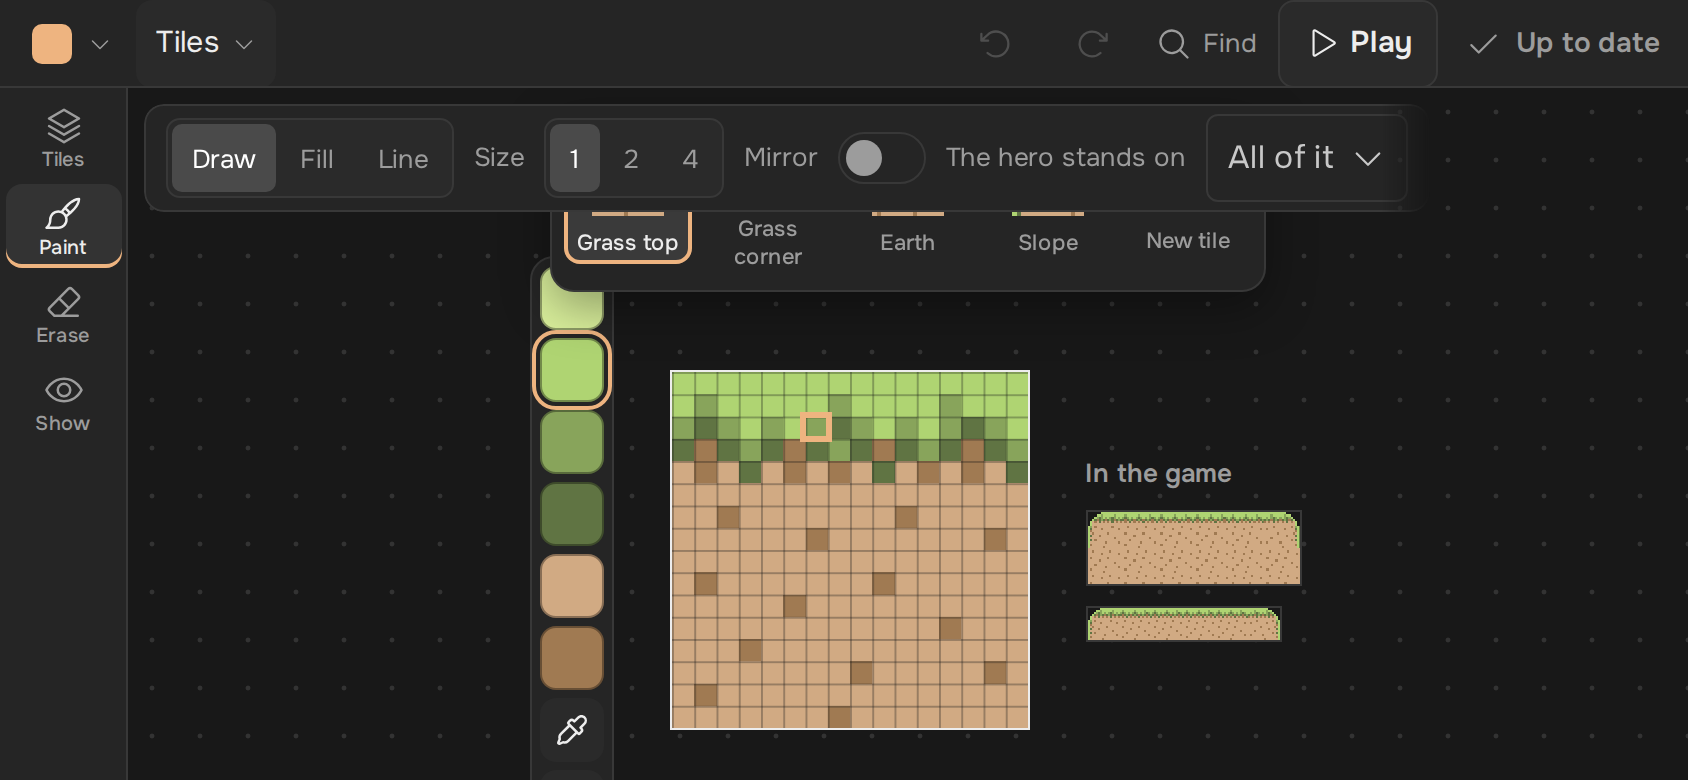 Tiles
Find
Play
Up to date
Tiles
Paint
Erase
Show
Draw
Fill
Line
Size
1
2
4
Mirror
The hero stands on
All of it
Grass top
Grass
corner
Earth
Slope
New tile
In the game